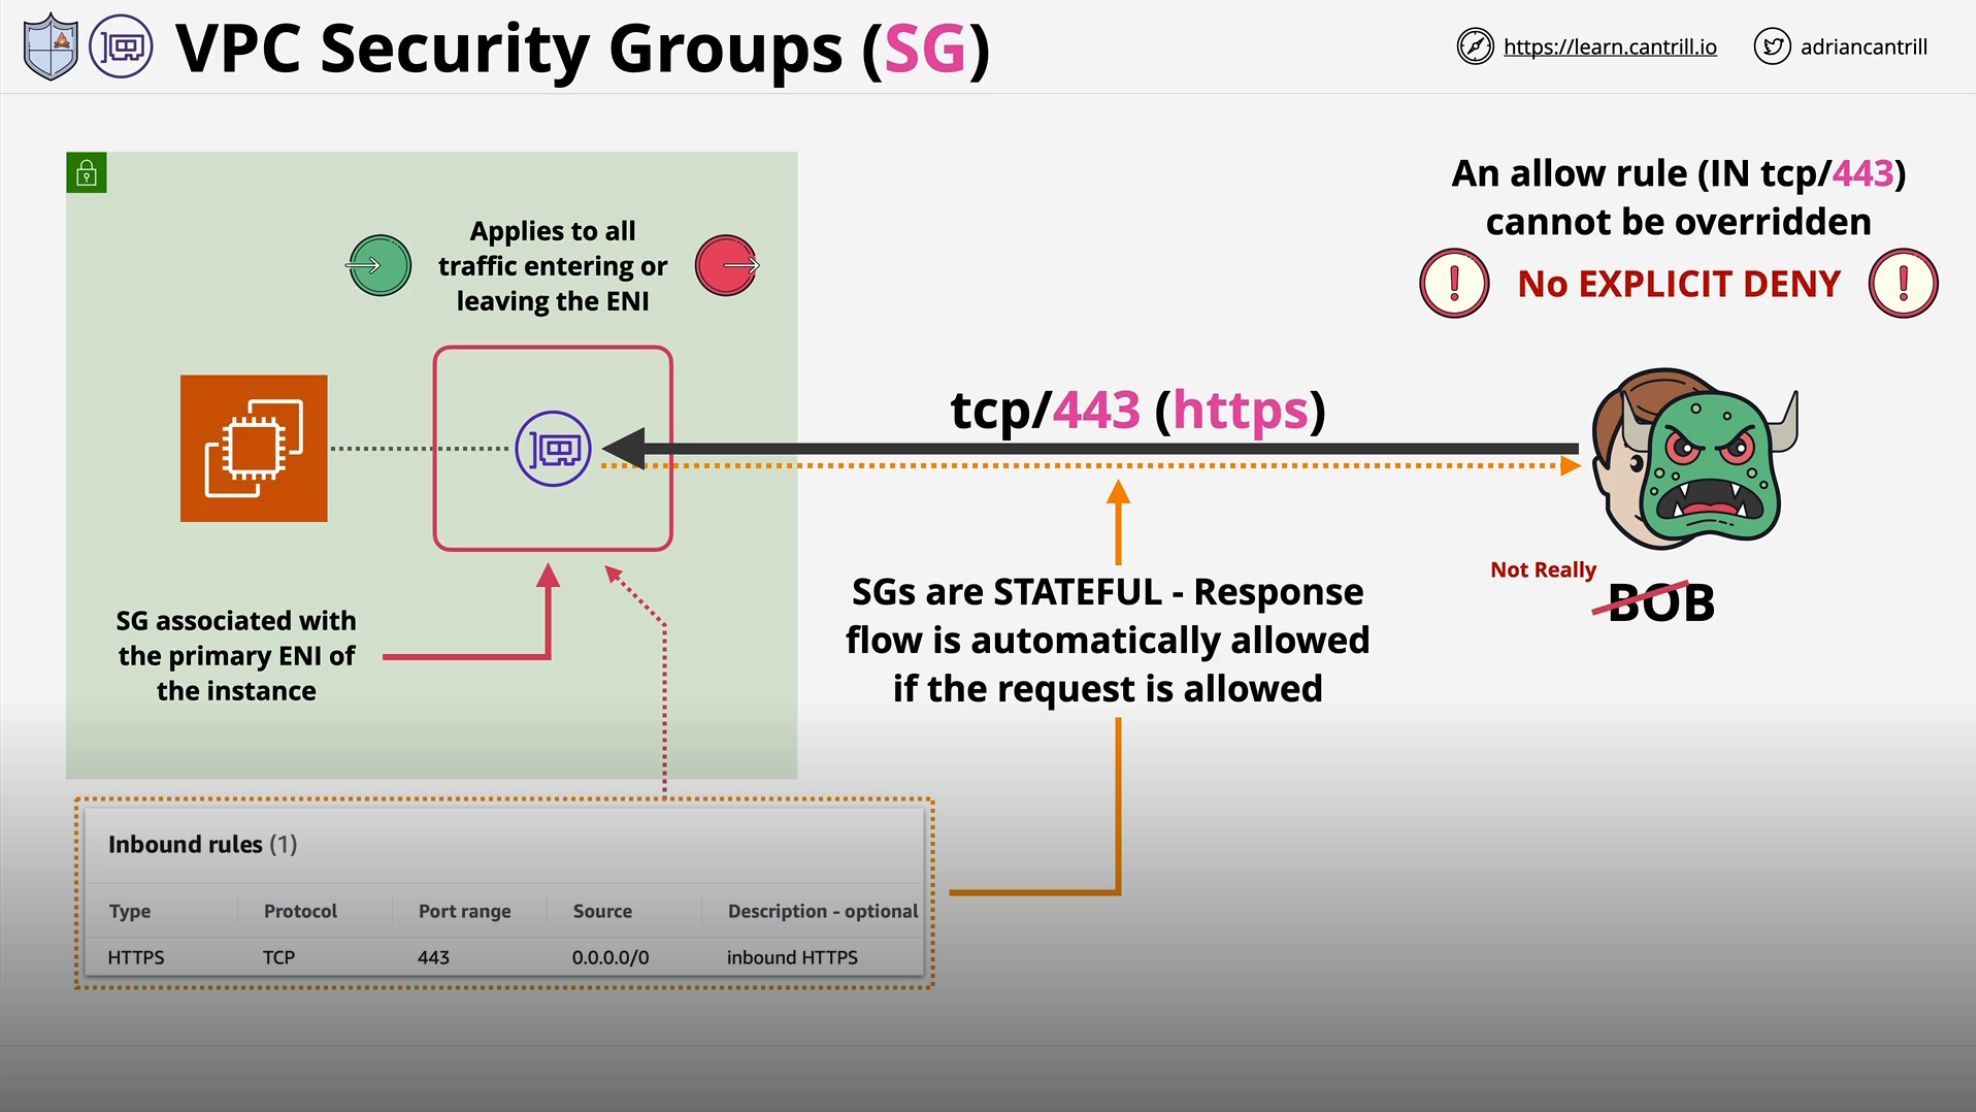 VPC Security Groups (SG)
https://learn.cantrill.io
adriancantrill
Applies to all
traffic entering or
leaving the ENI
An allow rule (IN tcp/443)
cannot be overridden
No EXPLICIT DENY
tcp/443 (https)
SGs are STATEFUL - Response
flow is automatically allowed
if the request is allowed
Not Really
BOB
SG associated with
the primary ENI of
the instance
Inbound rules (1)
Type Protocol Port range Source Description - optional
HTTPS TCP 443 0.0.0.0/0 inbound HTTPS